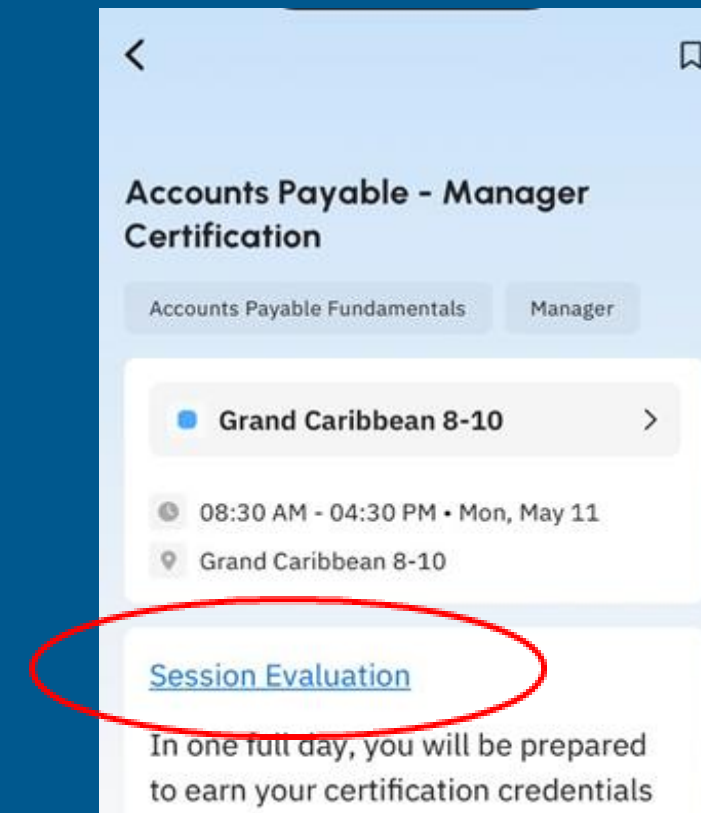 Accounts Payable - Manager
Certification
Accounts Payable Fundamentals Manager
Grand Caribbean 8-10
08:30 AM - 04:30 PM • Mon, May 11
Grand Caribbean 8-10
Session Evaluation
In one full day, you will be prepared
to earn your certification credentials